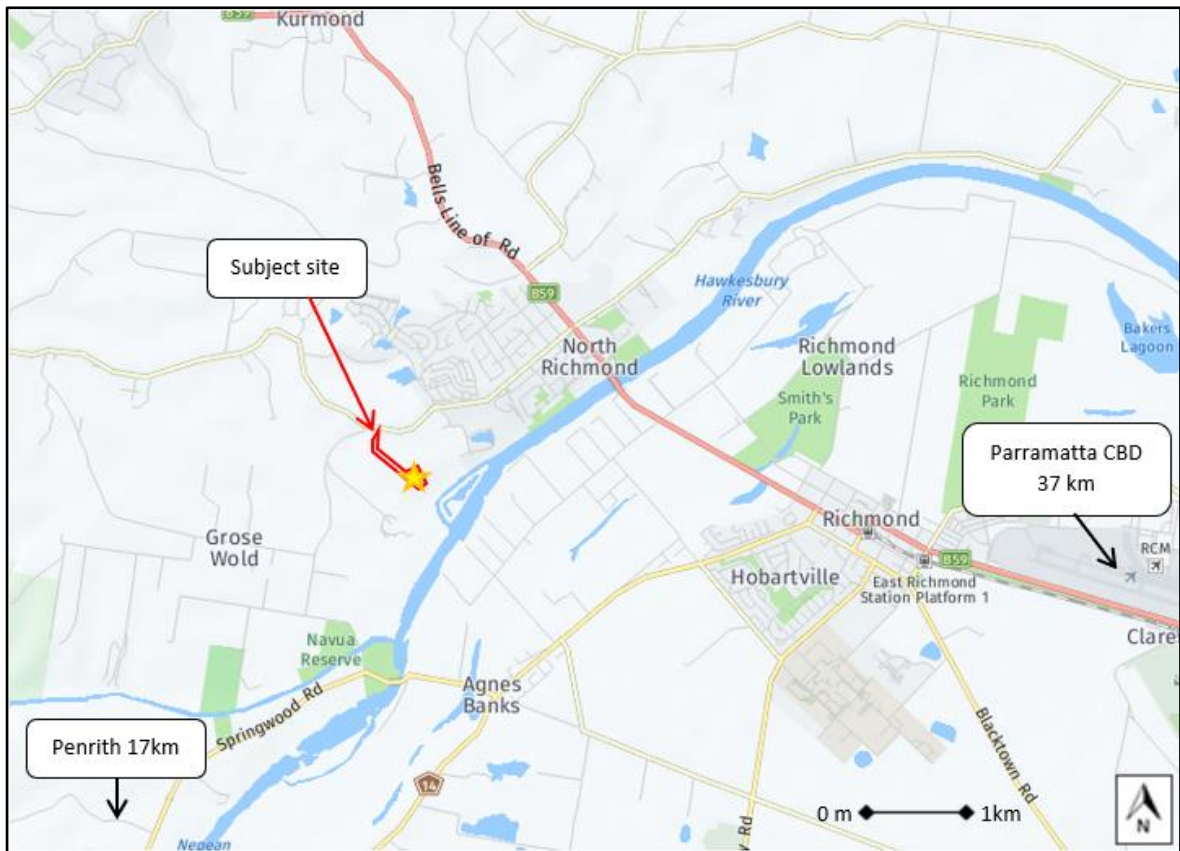 B59
Kurmond
Bells Line of Rd
Subject site
B59
Hawkesbury
River
North
Richmond
Richmond
Lowlands
Smith's
Park
Richmond
Park
Bakers
Lagoon
Parramatta CBD
37 km
Grose
Wold
Richmond
RCM
B59
Hobartville
East Richmond
Station Platform 1
Clare
Navua
Reserve
Agnes
Banks
Springwood Rd
Penrith 17km
14
Blacktown Rd
0 m
1km
y Rd
N
Nepean